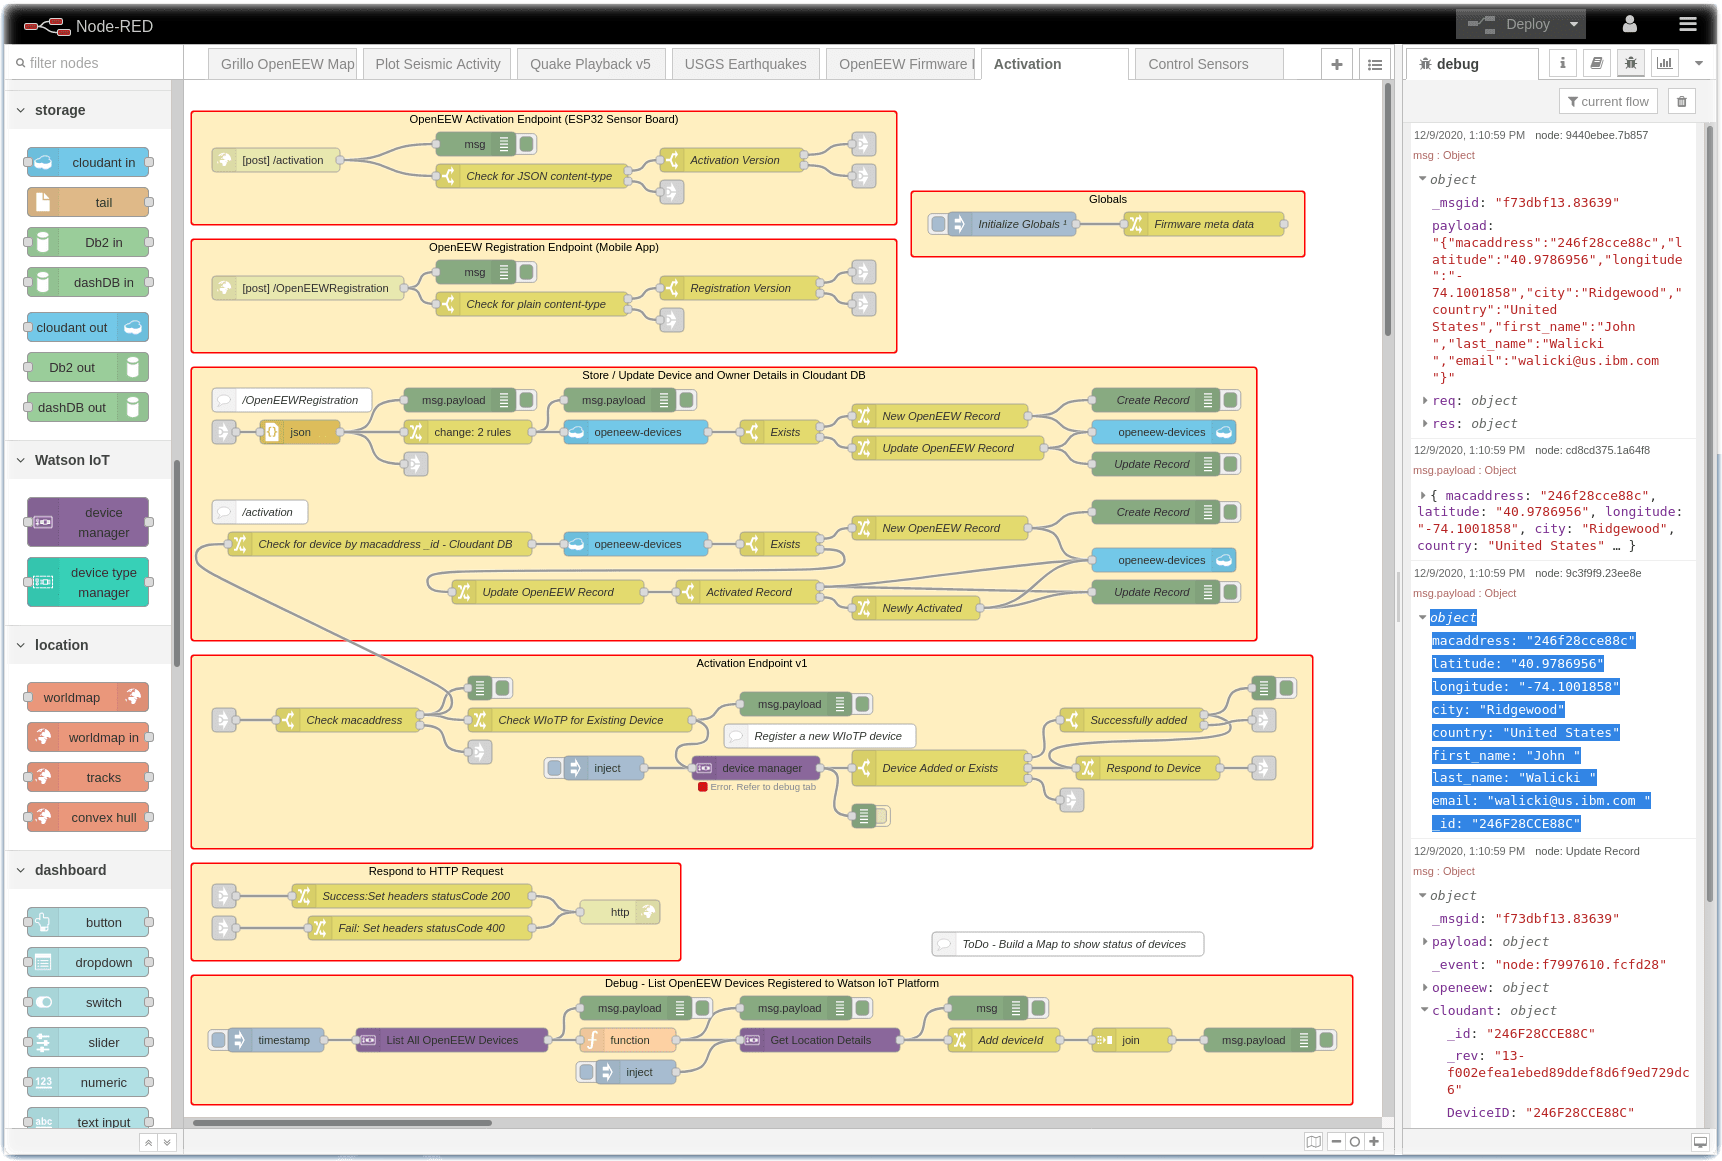 Node-RED
Deploy
filter nodes
Grillo OpenEEW Map
Plot Seismic Activity
Quake Playback v5
USGS Earthquakes
OpenEEW Firmware
Activation
Control Sensors
debug
current flow
storage
cloudant in
tail
Db2 in
dashDB in
cloudant out
Db2 out
dashDB out
Watson IoT
device
manager
device type
manager
location
worldmap
worldmap in
tracks
convex hull
dashboard
button
dropdown
switch
slider
123 numeric
abc text input
OpenEEW Activation Endpoint (ESP32 Sensor Board)
[post] /activation
msg
Check for JSON content-type
Activation Version
Globals
Initialize Globals ¹
Firmware meta data
OpenEEW Registration Endpoint (Mobile App)
[post] /OpenEEWRegistration
msg
Check for plain content-type
Registration Version
Store / Update Device and Owner Details in Cloudant DB
/OpenEEWRegistration
msg.payload
msg.payload
Create Record
json
change: 2 rules
openeew-devices
Exists
New OpenEEW Record
openeew-devices
Update OpenEEW Record
Update Record
/activation
Create Record
Check for device by macaddress _id - Cloudant DB
openeew-devices
Exists
New OpenEEW Record
openeew-devices
Update OpenEEW Record
Activated Record
Update Record
Newly Activated
Activation Endpoint v1
Check macaddress
Check WIoTP for Existing Device
msg.payload
Register a new WIoTP device
Successfully added
inject
device manager
Error. Refer to debug tab
Device Added or Exists
Respond to Device
Respond to HTTP Request
Success:Set headers statusCode 200
Fail: Set headers statusCode 400
http
ToDo - Build a Map to show status of devices
Debug - List OpenEEW Devices Registered to Watson IoT Platform
msg.payload
msg.payload
msg
timestamp
List All OpenEEW Devices
function
Get Location Details
Add deviceId
join
msg.payload
inject
12/9/2020, 1:10:59 PM node: 9440ebee.7b857
msg : Object
object
_msgid: "f73dbf13.83639"
payload:
"{"macaddress":"246f28cce88c","l
atitude":"40.9786956","longitude
":"-
74.1001858","city":"Ridgewood","
country":"United
States","first_name":"John
","last_name":"Walicki
","email":"walicki@us.ibm.com
"}"
req: object
res: object
12/9/2020, 1:10:59 PM node: cd8cd375.1a64f8
msg.payload : Object
{ macaddress: "246f28cce88c",
latitude: "40.9786956", longitude:
"-74.1001858", city: "Ridgewood",
country: "United States" … }
12/9/2020, 1:10:59 PM node: 9c3f9f9.23ee8e
msg.payload : Object
object
macaddress: "246f28cce88c"
latitude: "40.9786956"
longitude: "-74.1001858"
city: "Ridgewood"
country: "United States"
first_name: "John "
last_name: "Walicki "
email: "walicki@us.ibm.com "
_id: "246F28CCE88C"
12/9/2020, 1:10:59 PM node: Update Record
msg : Object
object
_msgid: "f73dbf13.83639"
payload: object
_event: "node:f7997610.fcfd28"
openeew: object
cloudant: object
_id: "246F28CCE88C"
_rev: "13-
f002efea1ebed89ddef8d6f9ed729dc
6"
DeviceID: "246F28CCE88C"